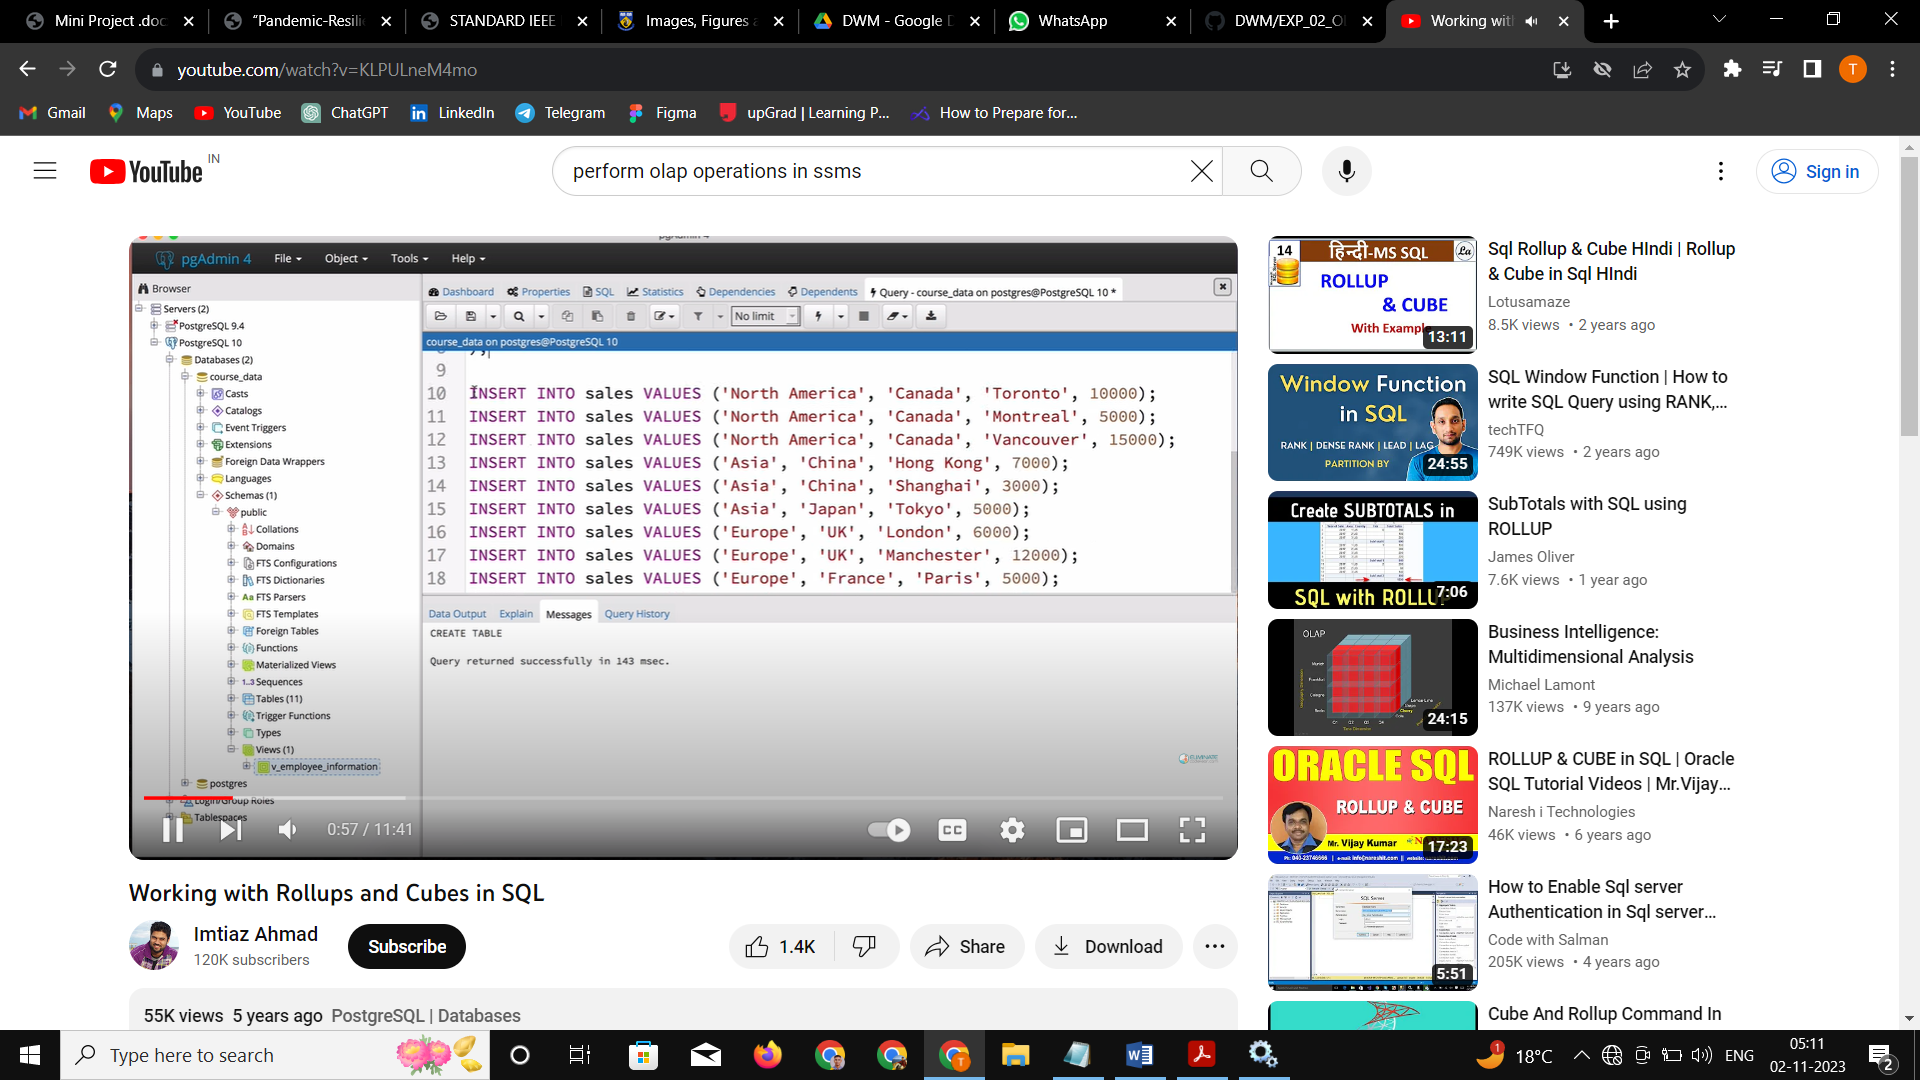 Mini Project .doc
“Pandemic-Resili
STANDARD IEEE
Images, Figures a
DWM - Google D
WhatsApp
DWM/EXP_02_O
Working wit
youtube.com/watch?v=KLPULneM4mo
T
Gmail
Maps
YouTube
ChatGPT
LinkedIn
Telegram
Figma
upGrad | Learning P...
How to Prepare for...
YouTube IN
perform olap operations in ssms
Sign in
pgAdmin 4
pgAdmin 4
File
Object
Tools
Help
Browser
Dashboard
Properties
SQL
Statistics
Dependencies
Dependents
Query - course_data on postgres@PostgreSQL 10 *
No limit
course_data on postgres@PostgreSQL 10
Servers (2)
PostgreSQL 9.4
PostgreSQL 10
Databases (2)
course_data
Casts
Catalogs
Event Triggers
Extensions
Foreign Data Wrappers
Languages
Schemas (1)
public
Collations
Domains
FTS Configurations
FTS Dictionaries
Aa FTS Parsers
FTS Templates
Foreign Tables
Functions
Materialized Views
1..3 Sequences
Tables (11)
Trigger Functions
Types
Views (1)
v_employee_information
postgres
Login/Group Roles
Tablespaces
8 );
9
10 INSERT INTO sales VALUES ('North America', 'Canada', 'Toronto', 10000);
11 INSERT INTO sales VALUES ('North America', 'Canada', 'Montreal', 5000);
12 INSERT INTO sales VALUES ('North America', 'Canada', 'Vancouver', 15000);
13 INSERT INTO sales VALUES ('Asia', 'China', 'Hong Kong', 7000);
14 INSERT INTO sales VALUES ('Asia', 'China', 'Shanghai', 3000);
15 INSERT INTO sales VALUES ('Asia', 'Japan', 'Tokyo', 5000);
16 INSERT INTO sales VALUES ('Europe', 'UK', 'London', 6000);
17 INSERT INTO sales VALUES ('Europe', 'UK', 'Manchester', 12000);
18 INSERT INTO sales VALUES ('Europe', 'France', 'Paris', 5000);
Data Output
Explain
Messages
Query History
CREATE TABLE
Query returned successfully in 143 msec.
0:57 / 11:41
CC
Working with Rollups and Cubes in SQL
Imtiaz Ahmad
120K subscribers
Subscribe
1.4K
Share
Download
55K views 5 years ago PostgreSQL | Databases
14
हिन्दी-MS SQL
La
ROLLUP
& CUBE
With Example
13:11
Sql Rollup & Cube HIndi | Rollup
& Cube in Sql HIndi
Lotusamaze
8.5K views • 2 years ago
Window Function
in SQL
RANK | DENSE RANK | LEAD | LAG
PARTITION BY
24:55
SQL Window Function | How to
write SQL Query using RANK,...
techTFQ
749K views • 2 years ago
Create SUBTOTALS in
SQL with ROLLUP
7:06
SubTotals with SQL using
ROLLUP
James Oliver
7.6K views • 1 year ago
OLAP
24:15
Business Intelligence:
Multidimensional Analysis
Michael Lamont
137K views • 9 years ago
ORACLE SQL
ROLLUP & CUBE
Mr. Vijay Kumar
17:23
ROLLUP & CUBE in SQL | Oracle
SQL Tutorial Videos | Mr.Vijay...
Naresh i Technologies
46K views • 6 years ago
5:51
How to Enable Sql server
Authentication in Sql server...
Code with Salman
205K views • 4 years ago
Cube And Rollup Command In
Type here to search
T
1
18°C
ENG
05:11
02-11-2023
2